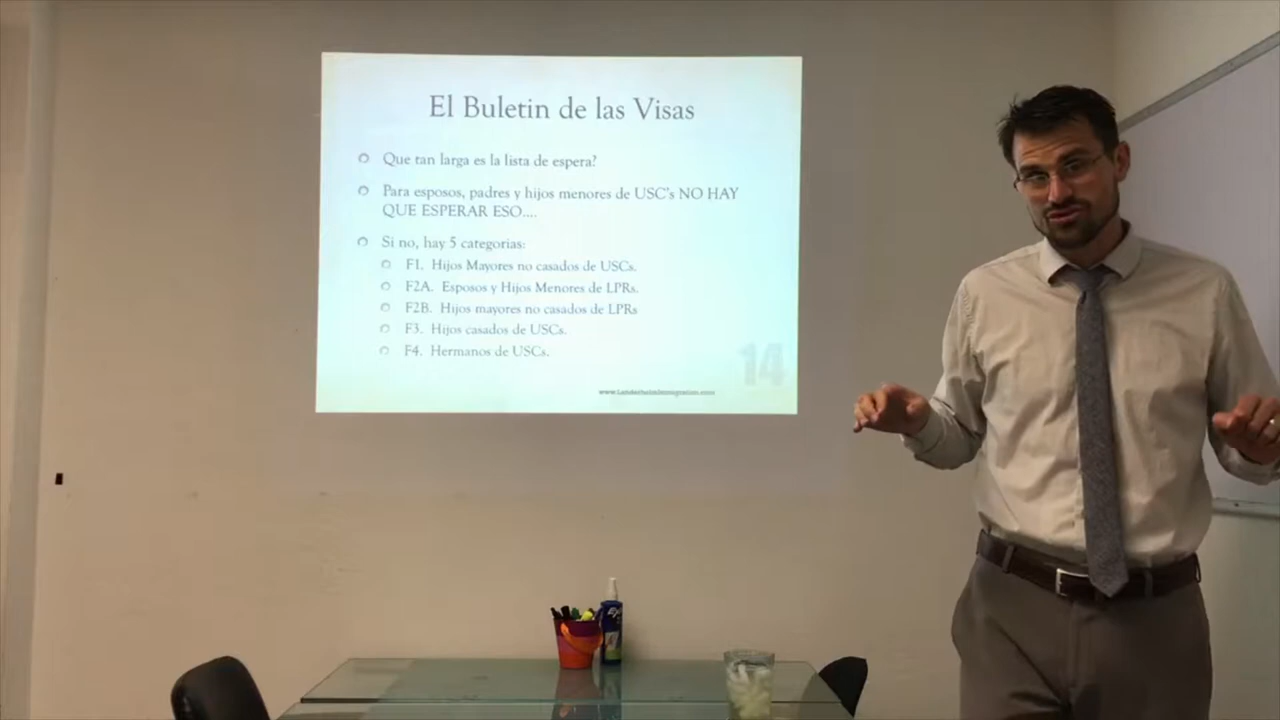 El Buletin de las Visas
Que tan larga es la lista de espera?
Para esposos, padres y hijos menores de USC's NO HAY
QUE ESPERAR ESO....
Si no, hay 5 categorias:
F1. Hijos Mayores no casados de USCs.
F2A. Esposos y Hijos Menores de LPRs.
F2B. Hijos mayores no casados de LPRs
F3. Hijos casados de USCs.
F4. Hermanos de USCs.
14